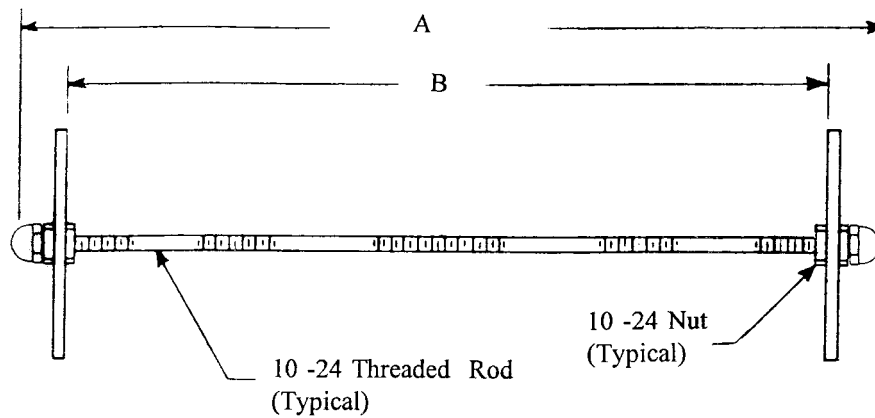 A
B
10 -24 Nut
(Typical)
10 -24 Threaded Rod
(Typical)